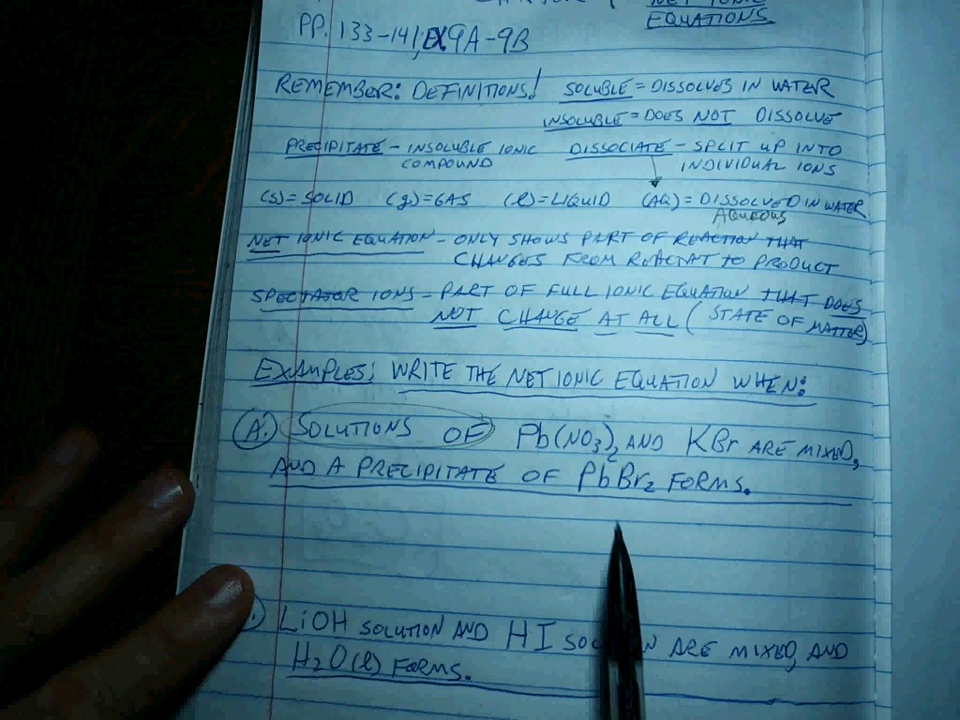 NET IONIC
EQUATIONS.
PP. 133-141; EX 9A-9B
REMEMBER: DEFINITIONS! SOLUBLE = DISSOLVES IN WATER
INSOLUBLE = DOES NOT DISSOLVE
PRECIPITATE - INSOLUBLE IONIC COMPOUND
DISSOCIATE - SPLIT UP INTO INDIVIDUAL IONS
(s) = SOLID (g) = GAS (l) = LIQUID (AQ) = DISSOLVED IN WATER
AQUEOUS
NET IONIC EQUATION - ONLY SHOWS PART OF REACTION THAT
CHANGES FROM REACTAT TO PRODUCT
SPECTATOR IONS - PART OF FULL IONIC EQUATION THAT DOES
NOT CHANGE AT ALL (STATE OF MATTER)
EXAMPLES: WRITE THE NET IONIC EQUATION WHEN:
A.) SOLUTIONS OF Pb(NO3)2 AND KBr ARE MIXED,
AND A PRECIPITATE OF PbBr2 FORMS.
LiOH SOLUTION AND HI ARE MIXED, AND
H2O(l) FORMS.